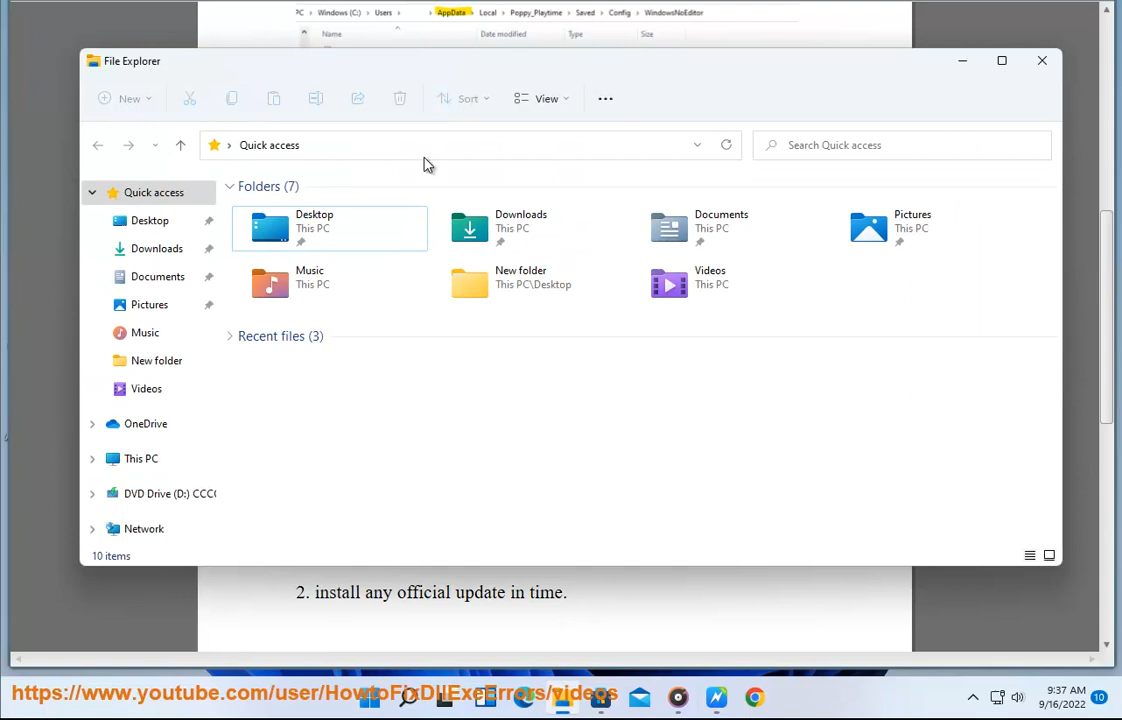 PC > Windows (C:) > Users > > AppData > Local > Poppy_Playtime > Saved > Config > WindowsNoEditor
Name Date modified Type Size
File Explorer
New Sort View
Quick access
Search Quick access
Quick access
Desktop
Downloads
Documents
Pictures
Music
New folder
Videos
OneDrive
This PC
DVD Drive (D:) CCC
Network
Folders (7)
Desktop
This PC
Downloads
This PC
Documents
This PC
Pictures
This PC
Music
This PC
New folder
This PC\Desktop
Videos
This PC
Recent files (3)
10 items
2. install any official update in time.
https://www.youtube.com/user/HowtoFixDllExeErrors/videos
9:37 AM
9/16/2022
10